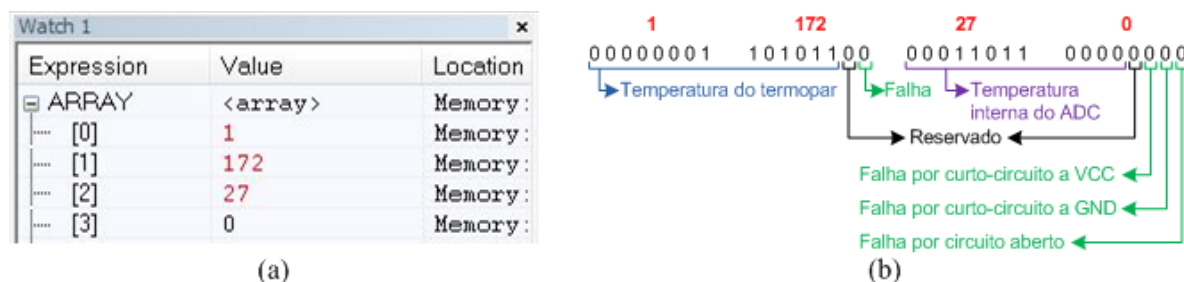 Watch 1 ×
Expression Value Location
ARRAY <array> Memory:
[0] 1 Memory:
[1] 172 Memory:
[2] 27 Memory:
[3] 0 Memory:
(a)
1 172 27 0
00000001 10101100 00011011 00000000
Temperatura do termopar
Falha
Temperatura
interna do ADC
Reservado
Falha por curto-circuito a VCC
Falha por curto-circuito a GND
Falha por circuito aberto
(b)